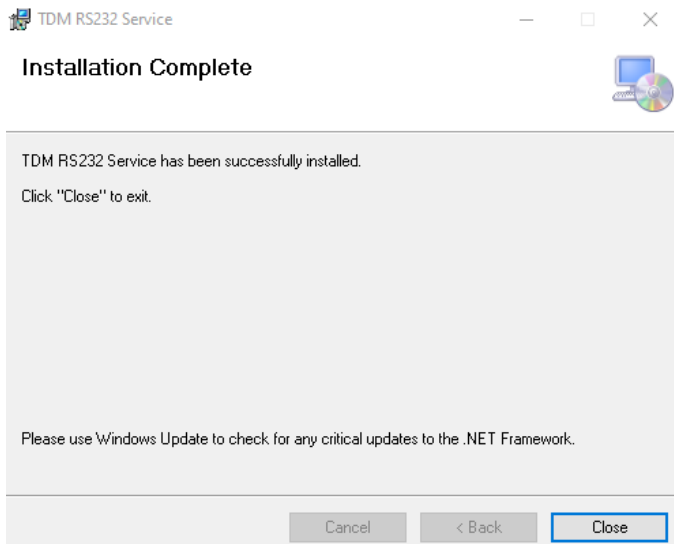 TDM RS232 Service
Installation Complete
TDM RS232 Service has been successfully installed.
Click "Close" to exit.
Please use Windows Update to check for any critical updates to the .NET Framework.
Cancel
< Back
Close